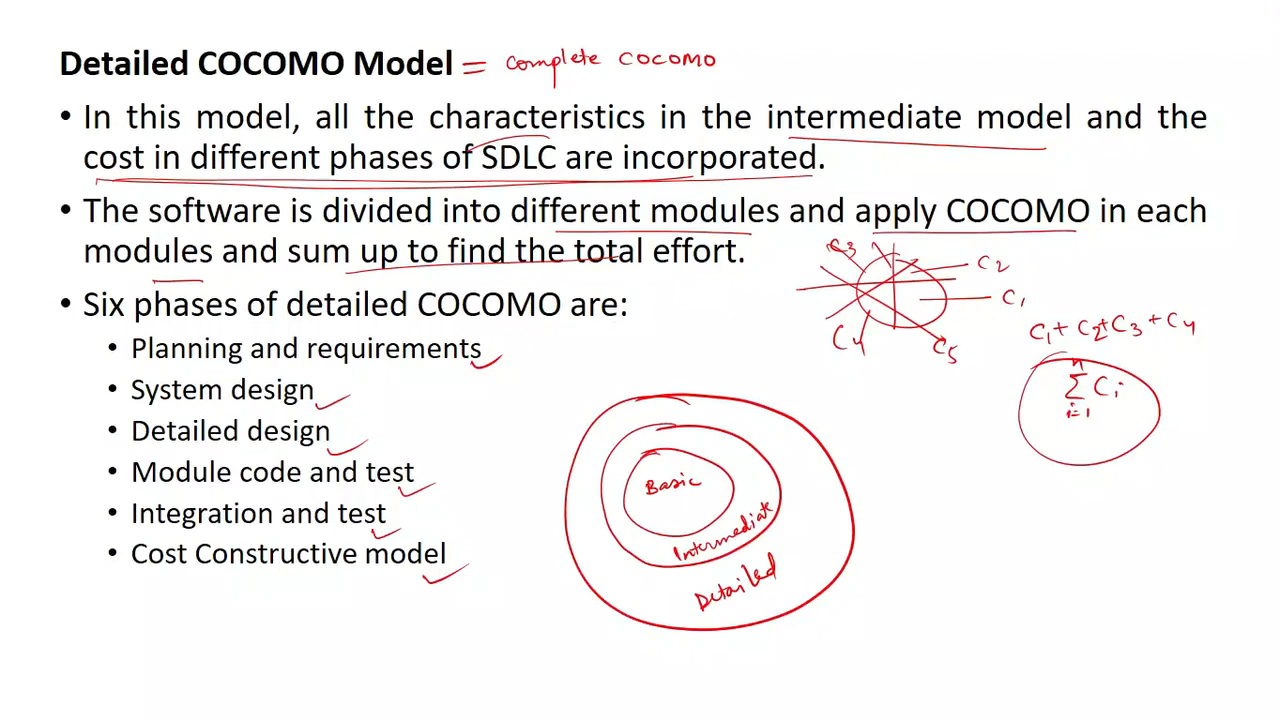 Detailed COCOMO Model = complete COCOMO
• In this model, all the characteristics in the intermediate model and the
cost in different phases of SDLC are incorporated.
• The software is divided into different modules and apply COCOMO in each
modules and sum up to find the total effort.
C3
C2
C1
C4
C5
C1 + C2 + C3 + C4
n
∑ Ci
i=1
• Six phases of detailed COCOMO are:
• Planning and requirements
• System design
• Detailed design
• Module code and test
• Integration and test
• Cost Constructive model
Basic
Intermediate
Detailed